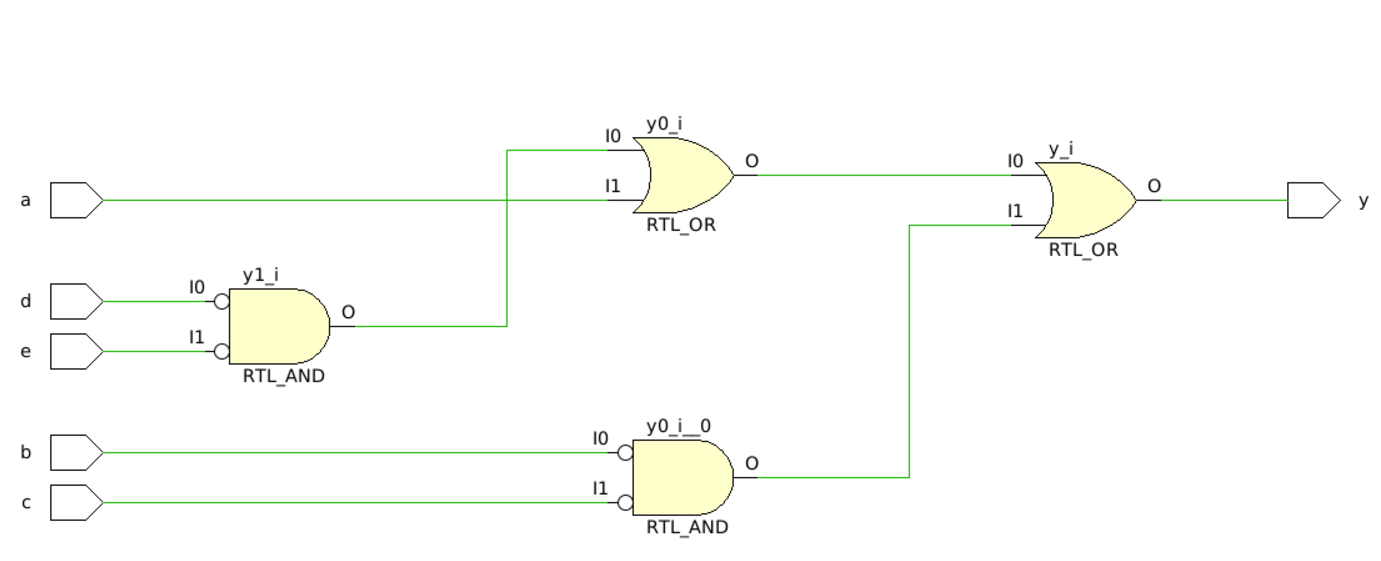 y0_i
I0
O
y_i
I0
O
a
I1
I1
y
RTL_OR
RTL_OR
y1_i
d
I0
O
e
I1
RTL_AND
y0_i__0
b
I0
O
c
I1
RTL_AND